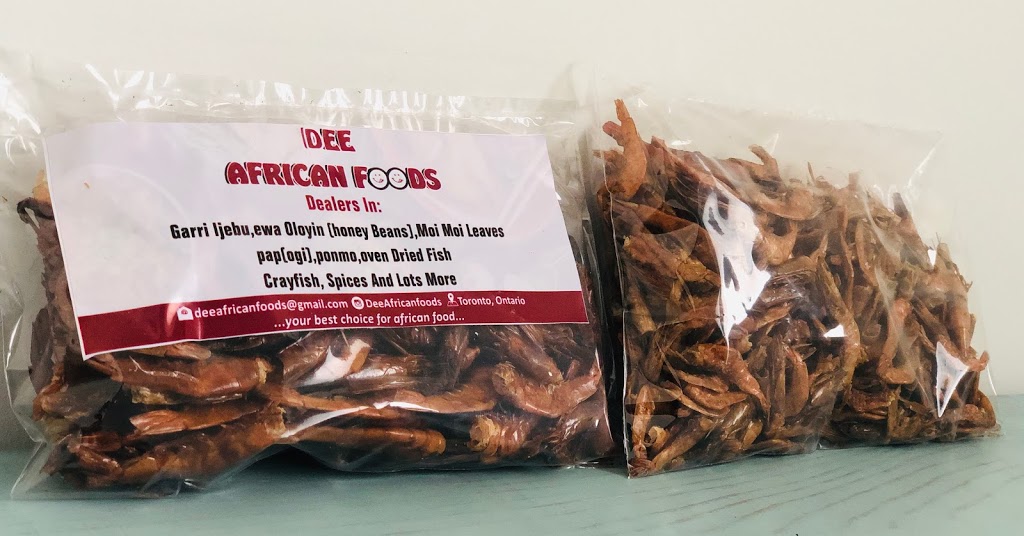 DEE
AFRICAN FOODS
Dealers In:
Garri Ijebu,ewa Oloyin (honey Beans),Moi Moi Leaves
pap(ogi),ponmo,oven Dried Fish
Crayfish, Spices And Lots More
deeafricanfoods@gmail.com DeeAfricanfoods Toronto, Ontario
...your best choice for african food...